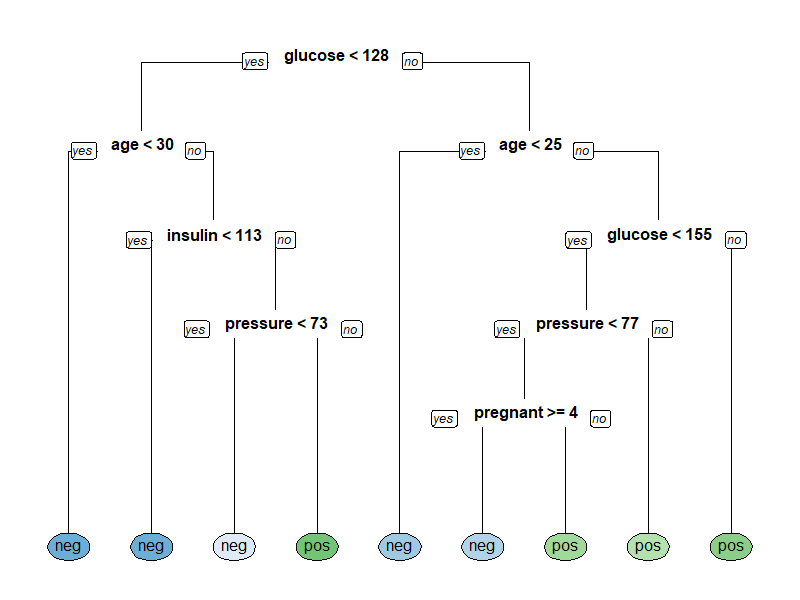 yes glucose < 128 no
yes age < 30 no yes age < 25 no
yes insulin < 113 no yes glucose < 155 no
yes pressure < 73 no yes pressure < 77 no
yes pregnant >= 4 no
neg neg neg pos neg neg pos pos pos